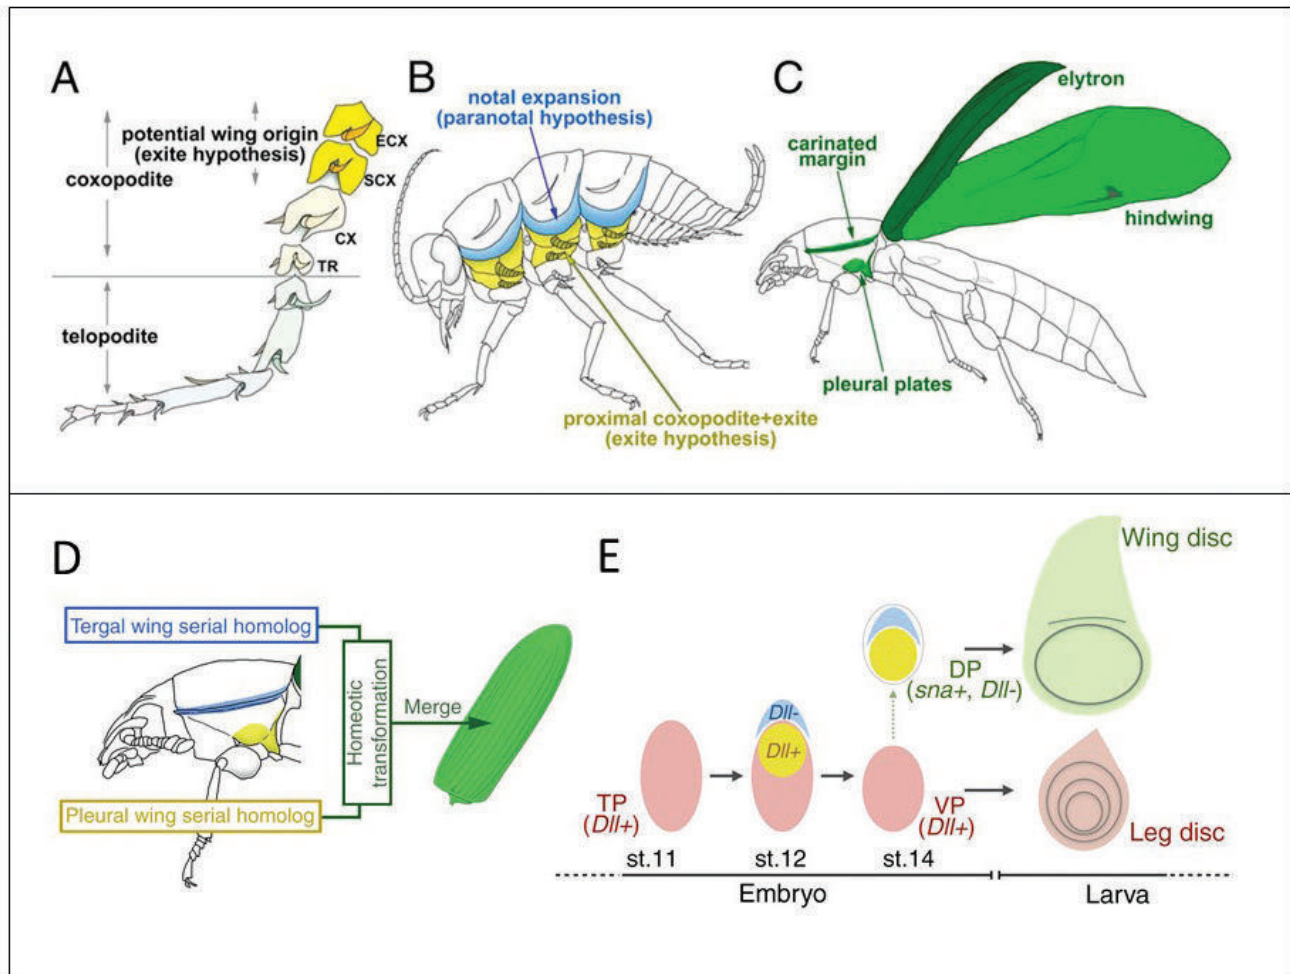 A
potential wing origin
(exite hypothesis)
coxopodite
ECX
SCX
CX
TR
telopodite
B
notal expansion
(paranotal hypothesis)
proximal coxopodite+exite
(exite hypothesis)
C
elytron
carinated
margin
hindwing
pleural plates
D
Tergal wing serial homolog
Homeotic
transformation
Merge
Pleural wing serial homolog
E
Wing disc
DP
(sna+, Dll-)
Dll-
Dll+
TP
(Dll+)
VP
(Dll+)
Leg disc
st.11
st.12
st.14
Embryo
Larva